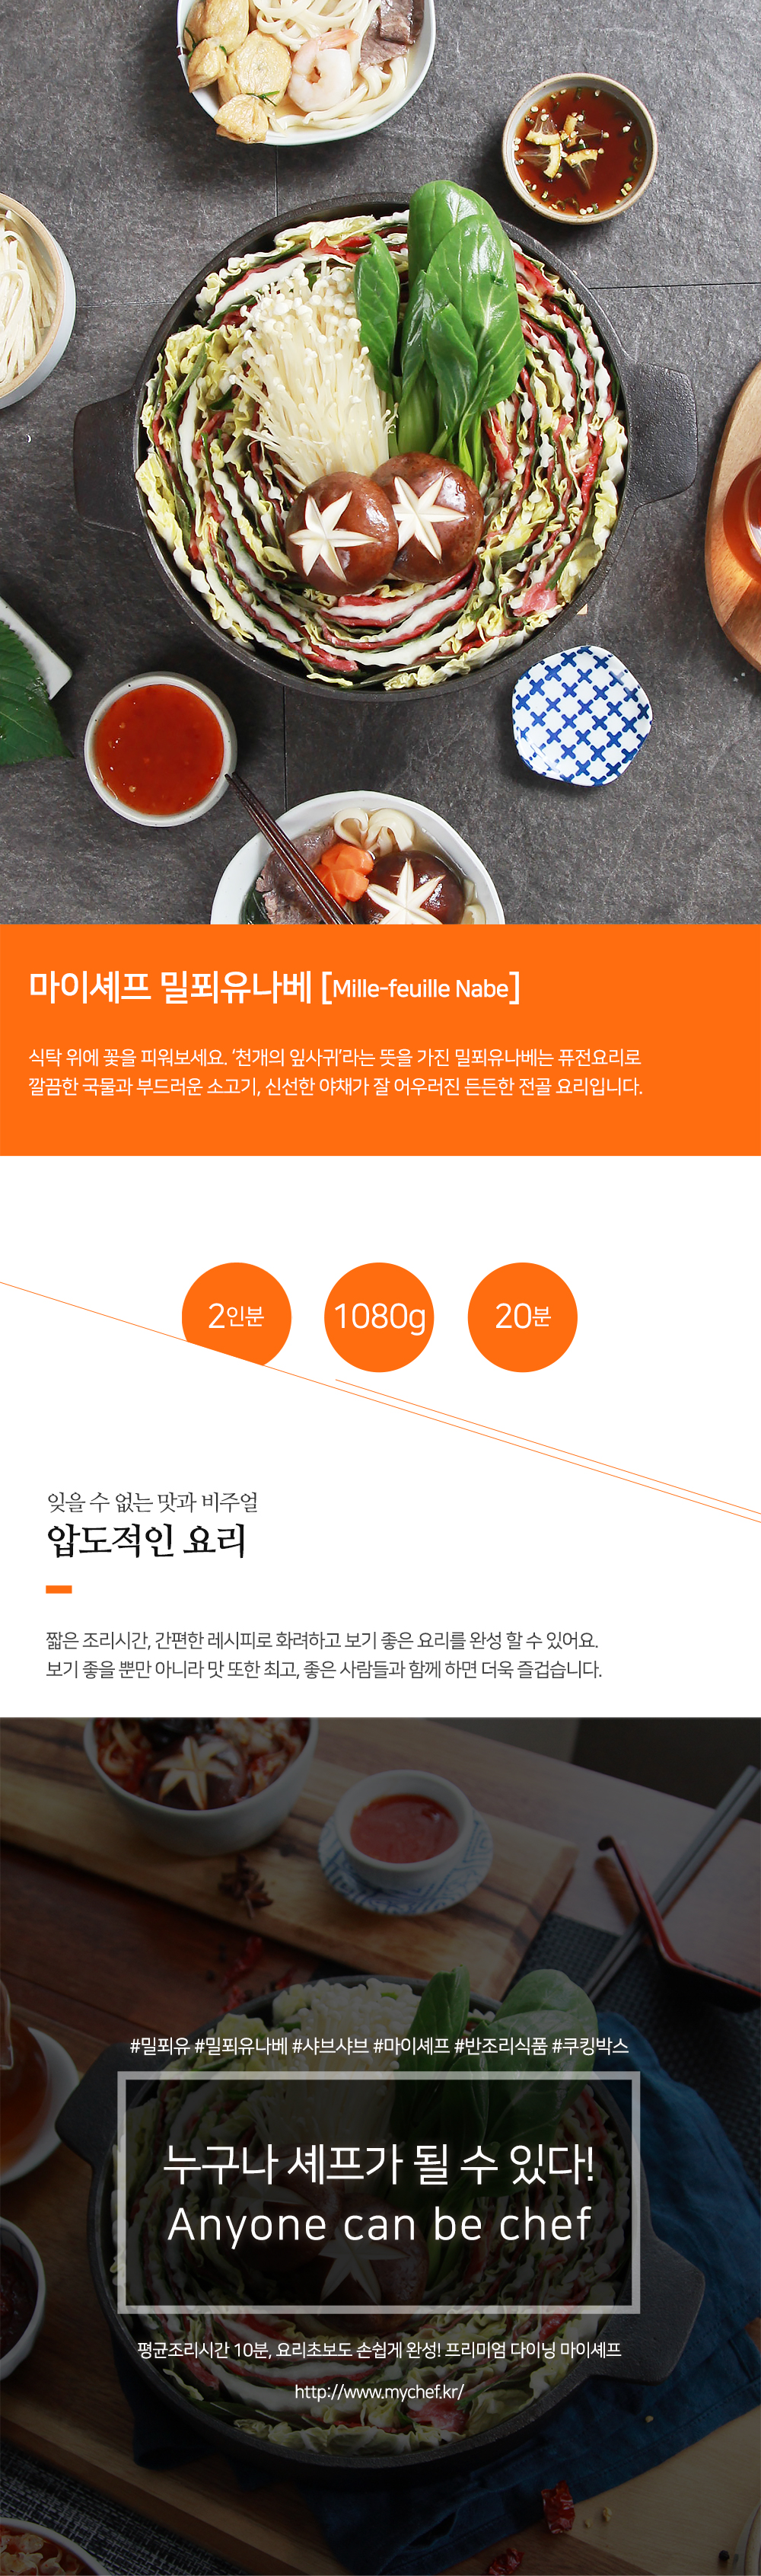 마이셰프 밀푀유나베 [Mille-feuille Nabe]
식탁 위에 꽃을 피워보세요. ‘천개의 잎사귀’라는 뜻을 가진 밀푀유나베는 퓨전요리로
깔끔한 국물과 부드러운 소고기, 신선한 야채가 잘 어우러진 든든한 전골 요리입니다.
2인분
1080g
20분
잊을 수 없는 맛과 비주얼
압도적인 요리
짧은 조리시간, 간편한 레시피로 화려하고 보기 좋은 요리를 완성 할 수 있어요.
보기 좋을 뿐만 아니라 맛 또한 최고, 좋은 사람들과 함께 하면 더욱 즐겁습니다.
#밀푀유 #밀푀유나베 #샤브샤브 #마이셰프 #반조리식품 #쿠킹박스
누구나 셰프가 될 수 있다!
Anyone can be chef
평균조리시간 10분, 요리초보도 손쉽게 완성! 프리미엄 다이닝 마이셰프
http://www.mychef.kr/